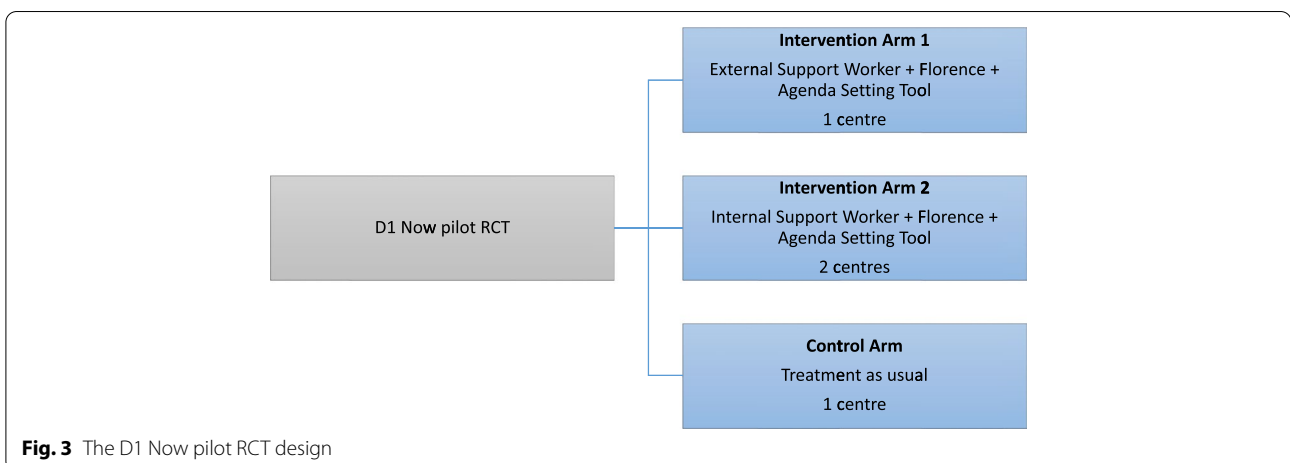 Intervention Arm 1
External Support Worker + Florence +
Agenda Setting Tool
1 centre
D1 Now pilot RCT
Intervention Arm 2
Internal Support Worker + Florence +
Agenda Setting Tool
2 centres
Control Arm
Treatment as usual
1 centre
Fig. 3 The D1 Now pilot RCT design